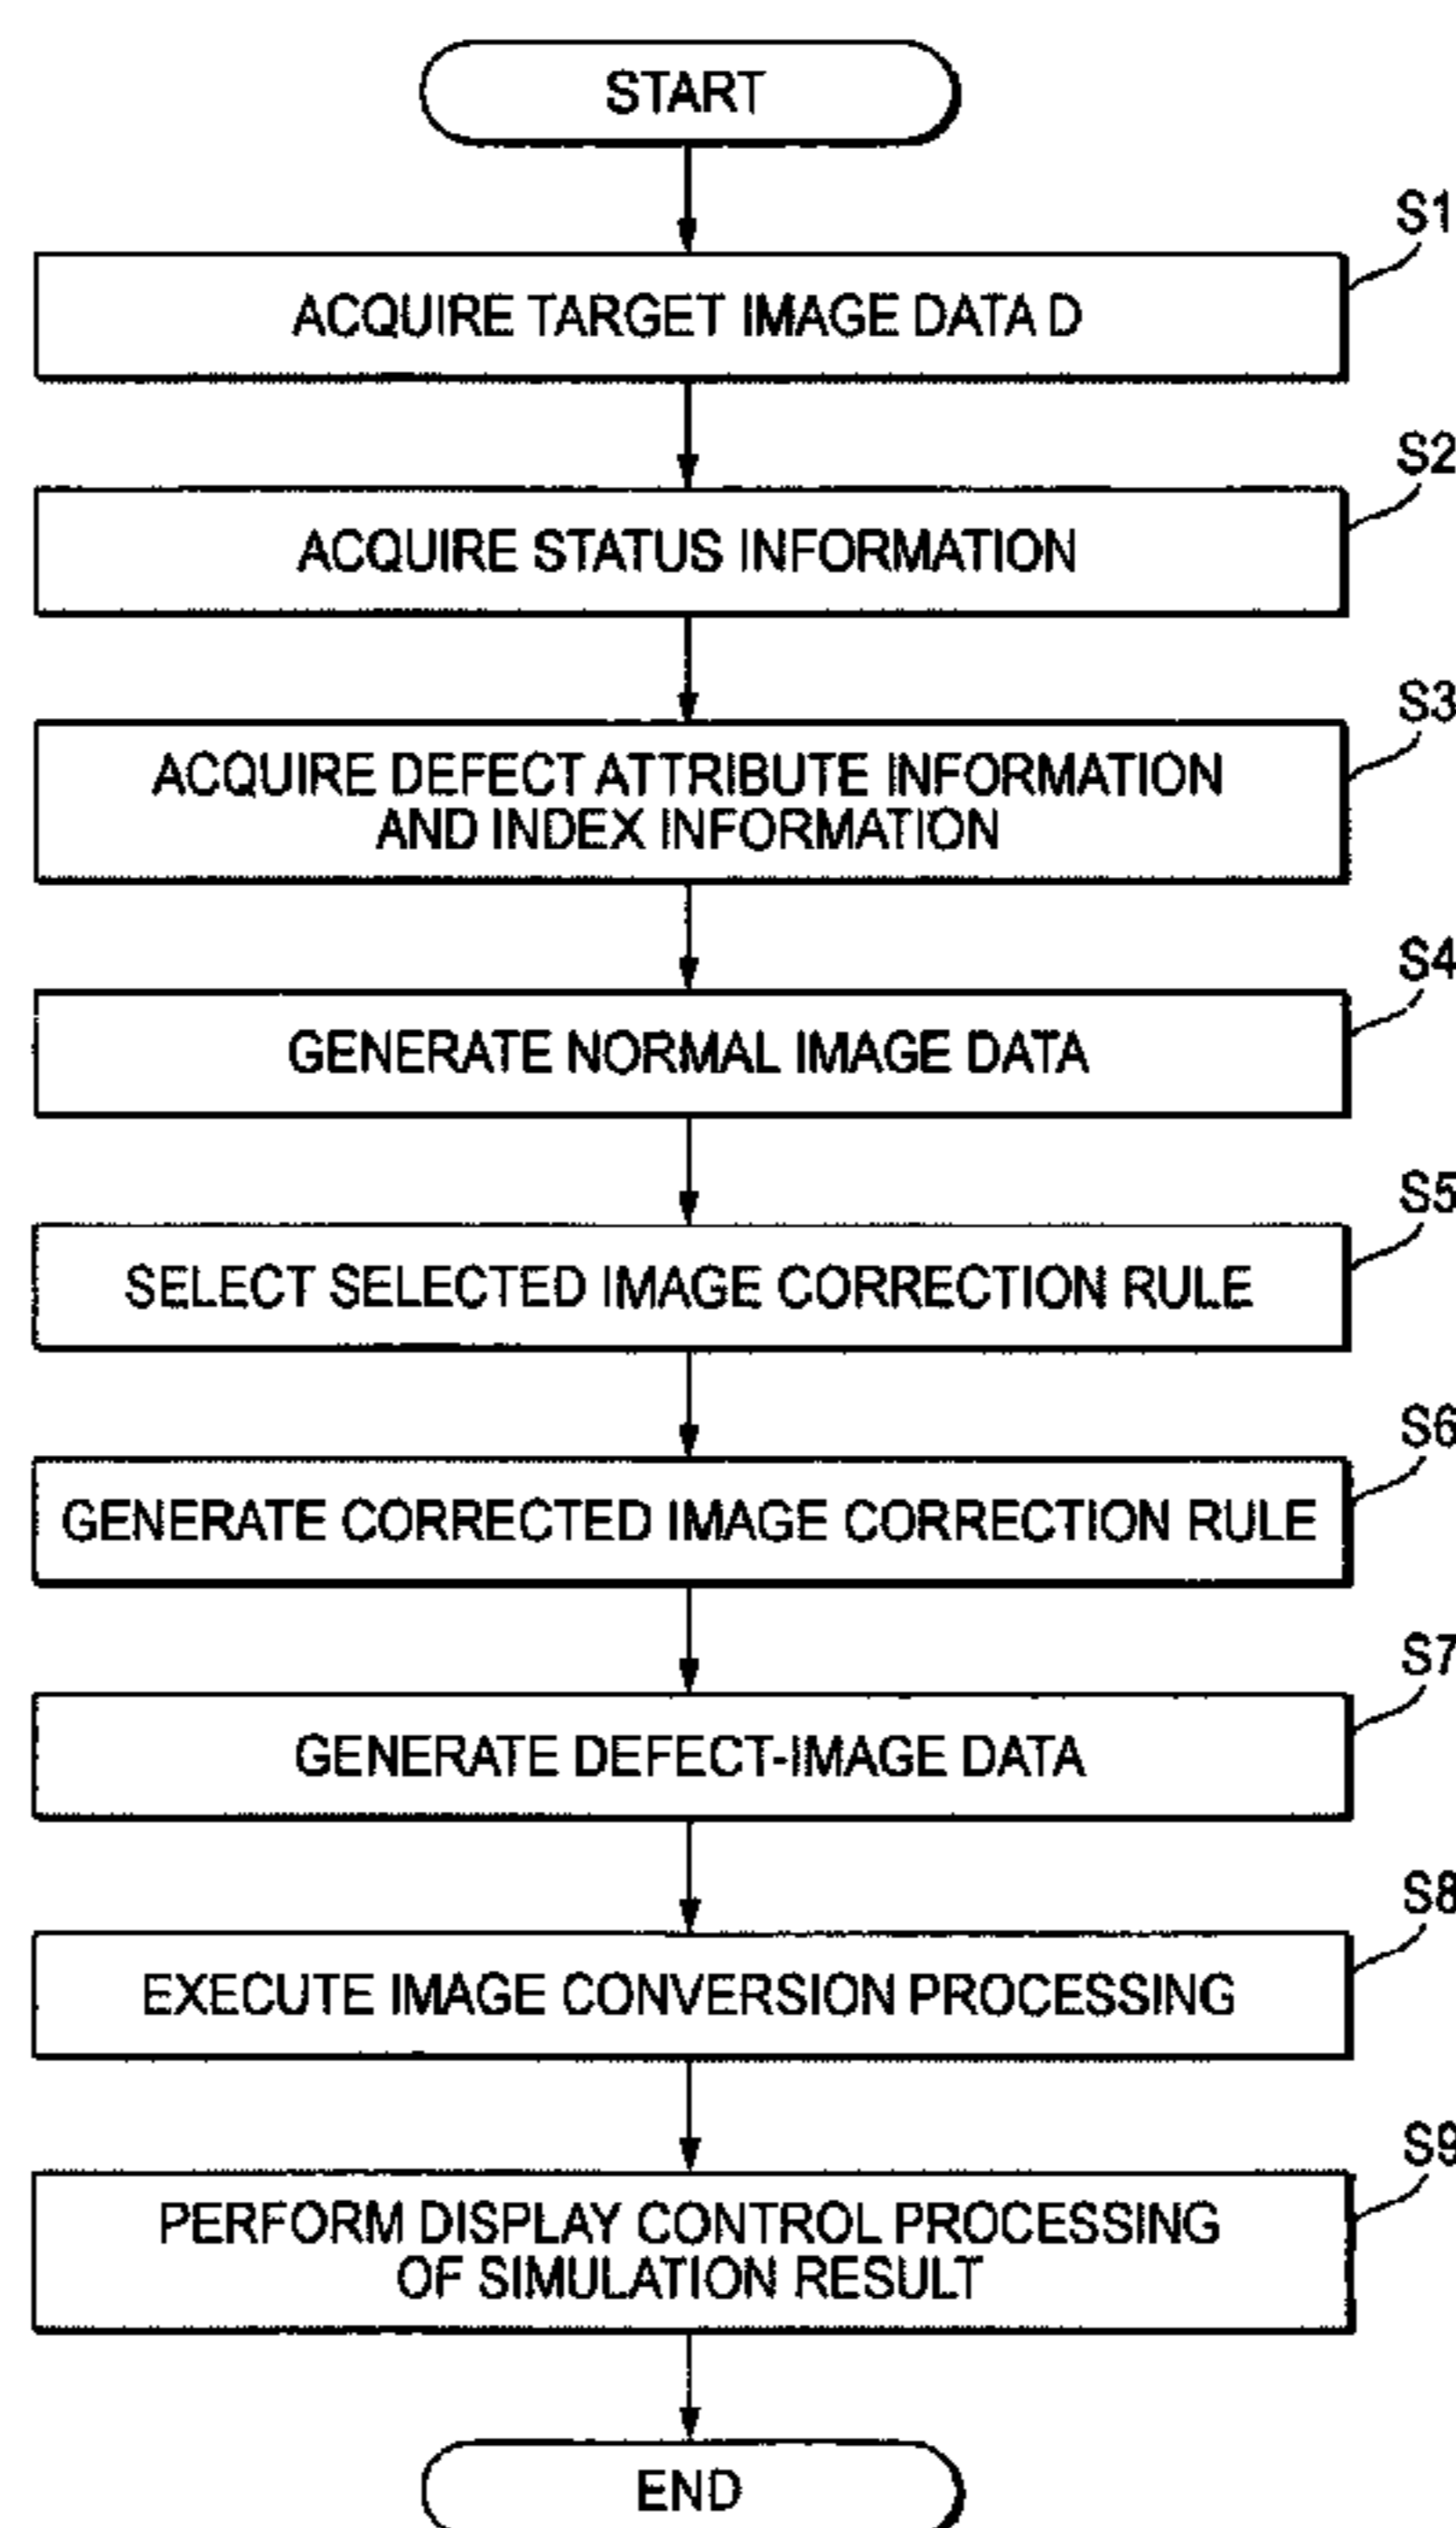 START
S1
ACQUIRE TARGET IMAGE DATA D
S2
ACQUIRE STATUS INFORMATION
S3
ACQUIRE DEFECT ATTRIBUTE INFORMATION
AND INDEX INFORMATION
S4
GENERATE NORMAL IMAGE DATA
S5
SELECT SELECTED IMAGE CORRECTION RULE
S6
GENERATE CORRECTED IMAGE CORRECTION RULE
S7
GENERATE DEFECT-IMAGE DATA
S8
EXECUTE IMAGE CONVERSION PROCESSING
S9
PERFORM DISPLAY CONTROL PROCESSING
OF SIMULATION RESULT
END